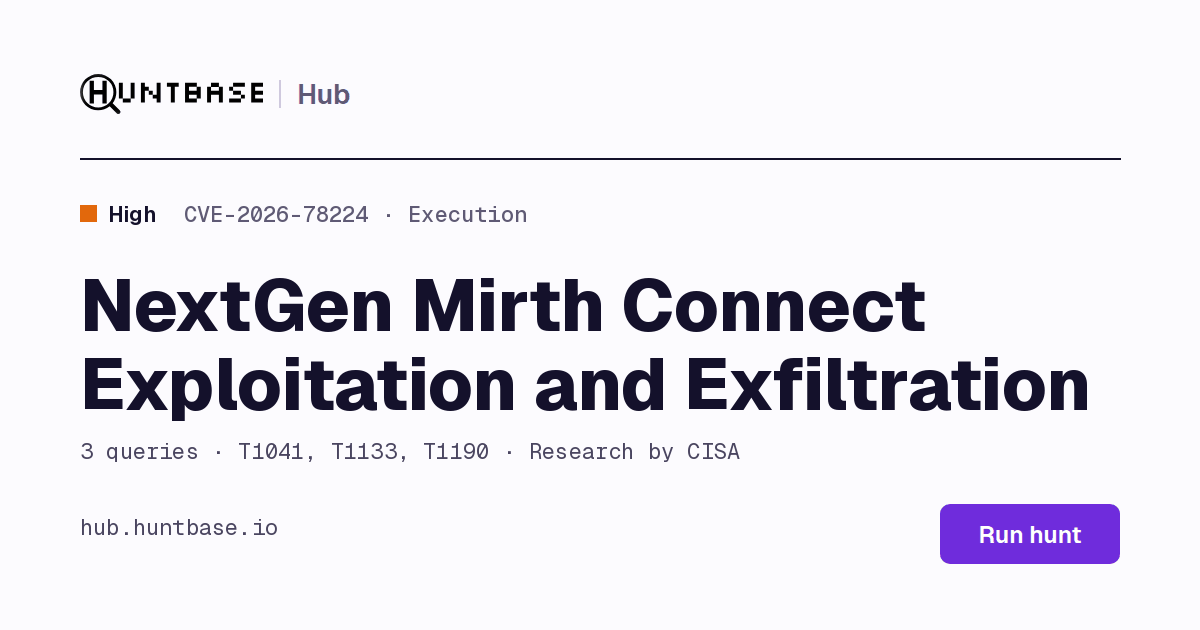 HUNTBASE Hub
High CVE-2026-78224 · Execution
NextGen Mirth Connect
Exploitation and Exfiltration
3 queries · T1041, T1133, T1190 · Research by CISA
hub.huntbase.io
Run hunt